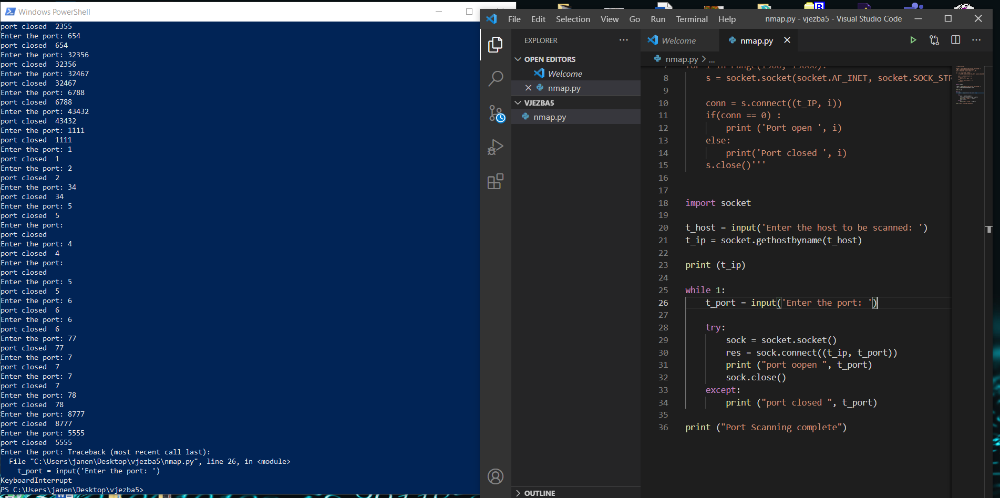 Windows PowerShell
port closed  2355
Enter the port: 654
port closed  654
Enter the port: 32356
port closed  32356
Enter the port: 32467
port closed  32467
Enter the port: 6788
port closed  6788
Enter the port: 43432
port closed  43432
Enter the port: 1111
port closed  1111
Enter the port: 1
port closed  1
Enter the port: 2
port closed  2
Enter the port: 34
port closed  34
Enter the port: 5
port closed  5
Enter the port:
port closed
Enter the port: 4
port closed  4
Enter the port:
port closed
Enter the port: 5
port closed  5
Enter the port: 6
port closed  6
Enter the port: 6
port closed  6
Enter the port: 77
port closed  77
Enter the port: 7
port closed  7
Enter the port: 7
port closed  7
Enter the port: 78
port closed  78
Enter the port: 8777
port closed  8777
Enter the port: 5555
port closed  5555
Enter the port: Traceback (most recent call last):
  File "C:\Users\janen\Desktop\vjezba5\nmap.py", line 26, in <module>
    t_port = input('Enter the port: ')
KeyboardInterrupt
PS C:\Users\janen\Desktop\vjezba5>
File Edit Selection View Go Run Terminal Help nmap.py - vjezba5 - Visual Studio Code
EXPLORER
OPEN EDITORS
Welcome
nmap.py
VJEZBA5
nmap.py
OUTLINE
Welcome nmap.py
nmap.py > ...
7 for i in range(1500, 15000):
8     s = socket.socket(socket.AF_INET, socket.SOCK_STR
9
10     conn = s.connect((t_IP, i))
11     if(conn == 0) :
12         print ('Port open ', i)
13     else:
14         print('Port closed ', i)
15     s.close()'''
16
17
18 import socket
19
20 t_host = input('Enter the host to be scanned: ')
21 t_ip = socket.gethostbyname(t_host)
22
23 print (t_ip)
24
25 while 1:
26     t_port = input('Enter the port: ')
27
28     try:
29         sock = socket.socket()
30         res = sock.connect((t_ip, t_port))
31         print ("port oopen ", t_port)
32         sock.close()
33     except:
34         print ("port closed ", t_port)
35
36 print ("Port Scanning complete")